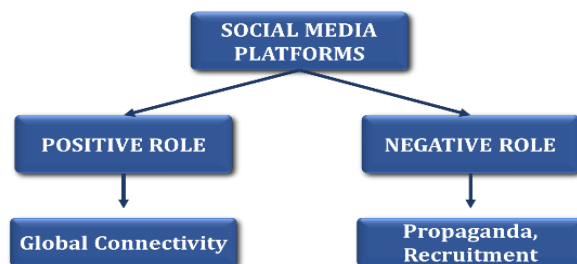 SOCIAL MEDIA
PLATFORMS
POSITIVE ROLE
NEGATIVE ROLE
Global Connectivity
Propaganda,
Recruitment